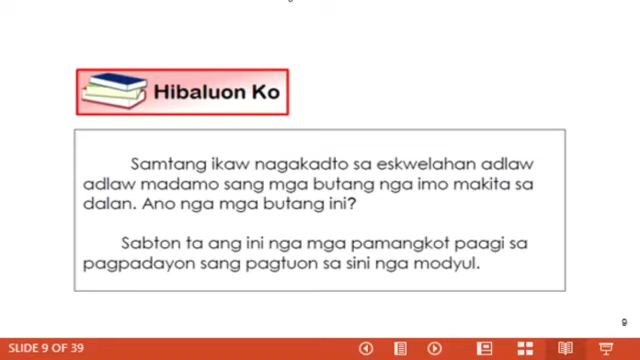 Hibaluon Ko
Samtang ikaw nagakadto sa eskwelahan adlaw
adlaw madamo sang mga butang nga imo makita sa
dalan. Ano nga mga butang ini?
Sabton ta ang ini nga mga pamangkot paagi sa
pagpadayon sang pagtuon sa sini nga modyul.
9
SLIDE 9 OF 39